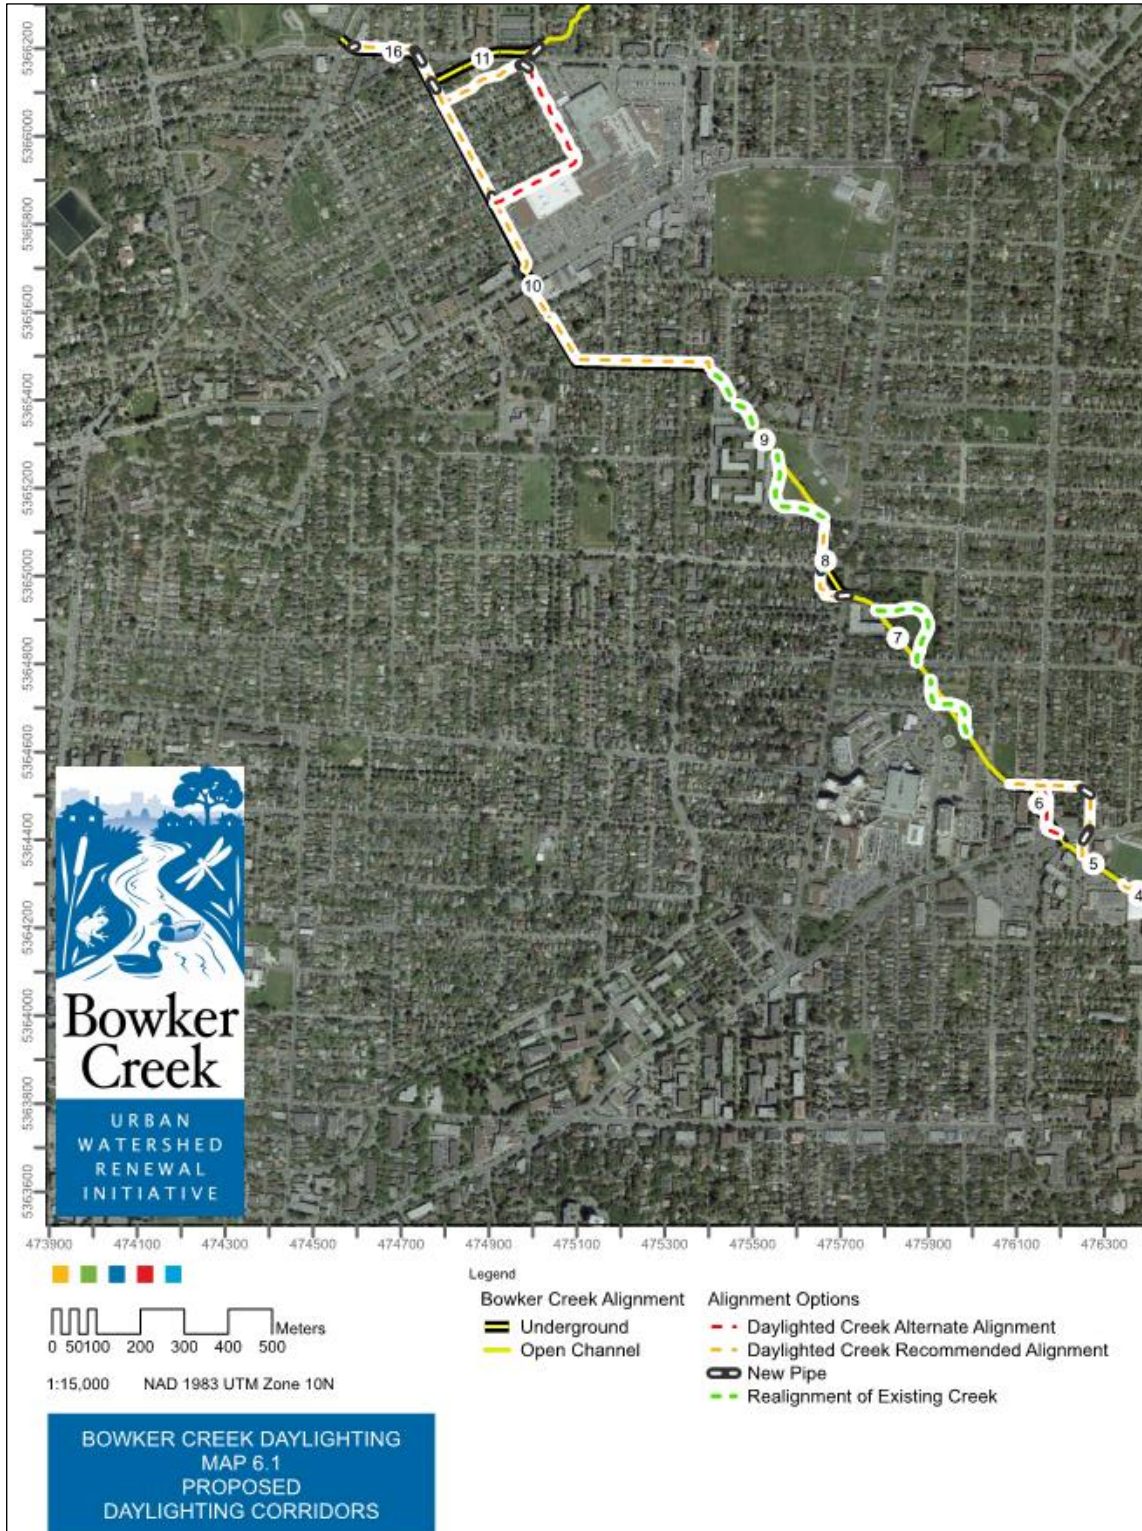 5366200
5366000
5365800
5365600
5365400
5365200
5365000
5364800
5364600
5364400
5364200
5364000
5363800
5363600
16
11
10
9
8
7
6
5
4
Bowker
Creek
URBAN
WATERSHED
RENEWAL
INITIATIVE
473900 474100 474300 474500 474700 474900 475100 475300 475500 475700 475900 476100 476300
Meters
0 50 100 200 300 400 500
1:15,000 NAD 1983 UTM Zone 10N
Legend
Bowker Creek Alignment
Underground
Open Channel
Alignment Options
Daylighted Creek Alternate Alignment
Daylighted Creek Recommended Alignment
New Pipe
Realignment of Existing Creek
BOWKER CREEK DAYLIGHTING
MAP 6.1
PROPOSED
DAYLIGHTING CORRIDORS